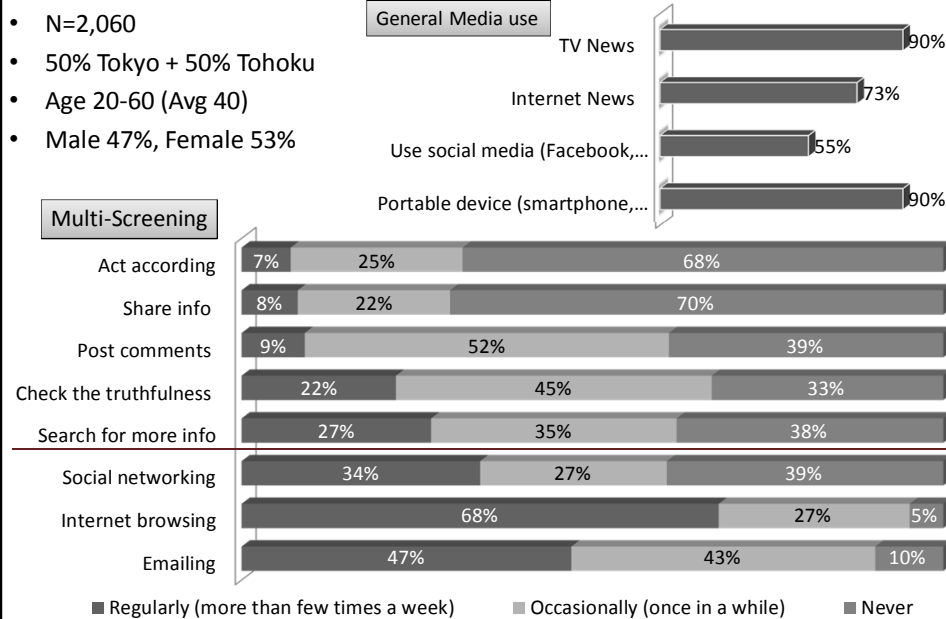 • N=2,060
• 50% Tokyo + 50% Tohoku
• Age 20-60 (Avg 40)
• Male 47%, Female 53%
General Media use
TV News 90%
Internet News 73%
Use social media (Facebook,... 55%
Portable device (smartphone,... 90%
Multi-Screening
Act according 7% 25% 68%
Share info 8% 22% 70%
Post comments 9% 52% 39%
Check the truthfulness 22% 45% 33%
Search for more info 27% 35% 38%
Social networking 34% 27% 39%
Internet browsing 68% 27% 5%
Emailing 47% 43% 10%
Regularly (more than few times a week) Occasionally (once in a while) Never